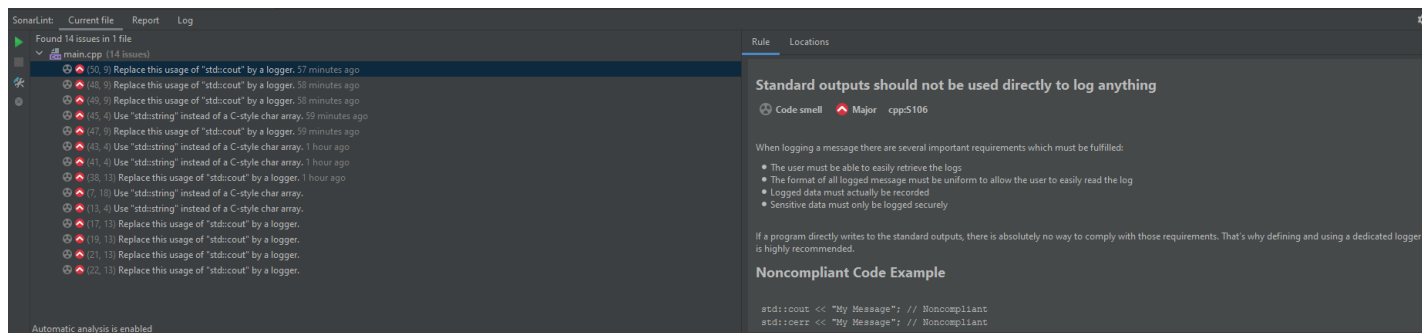 SonarLint: Current file Report Log
Found 14 issues in 1 file
main.cpp (14 issues)
(50, 9) Replace this usage of "std::cout" by a logger. 57 minutes ago
(48, 9) Replace this usage of "std::cout" by a logger. 58 minutes ago
(49, 9) Replace this usage of "std::cout" by a logger. 58 minutes ago
(45, 4) Use "std::string" instead of a C-style char array. 59 minutes ago
(47, 9) Replace this usage of "std::cout" by a logger. 59 minutes ago
(43, 4) Use "std::string" instead of a C-style char array. 1 hour ago
(41, 4) Use "std::string" instead of a C-style char array. 1 hour ago
(38, 13) Replace this usage of "std::cout" by a logger. 1 hour ago
(7, 18) Use "std::string" instead of a C-style char array.
(13, 4) Use "std::string" instead of a C-style char array.
(17, 13) Replace this usage of "std::cout" by a logger.
(19, 13) Replace this usage of "std::cout" by a logger.
(21, 13) Replace this usage of "std::cout" by a logger.
(22, 13) Replace this usage of "std::cout" by a logger.
Automatic analysis is enabled
Rule Locations
Standard outputs should not be used directly to log anything
Code smell Major cpp:S106
When logging a message there are several important requirements which must be fulfilled:
• The user must be able to easily retrieve the logs
• The format of all logged message must be uniform to allow the user to easily read the log
• Logged data must actually be recorded
• Sensitive data must only be logged securely
If a program directly writes to the standard outputs, there is absolutely no way to comply with those requirements. That's why defining and using a dedicated logger
is highly recommended.
Noncompliant Code Example
std::cout << "My Message"; // Noncompliant
std::cerr << "My Message"; // Noncompliant